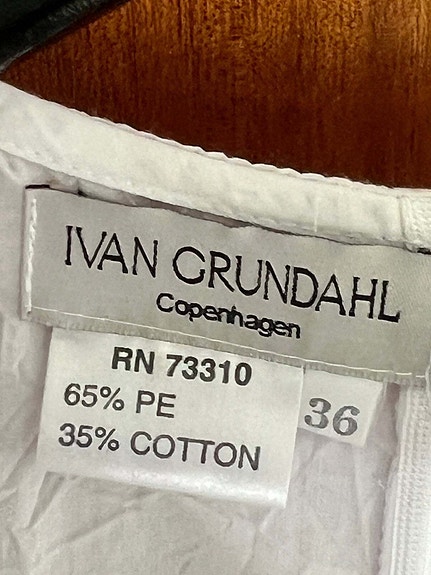 IVAN GRUNDAHL
Copenhagen
RN 73310
65% PE
35% COTTON
36